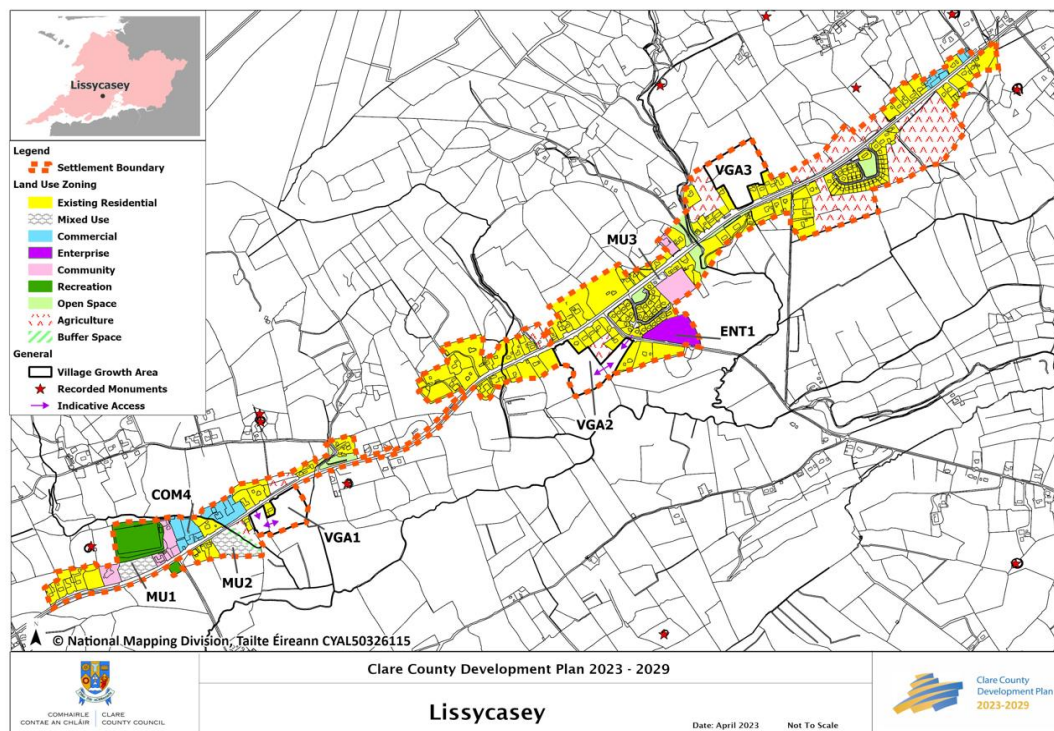 Lissycasey
Legend
Settlement Boundary
Land Use Zoning
Existing Residential
Mixed Use
Commercial
Enterprise
Community
Recreation
Open Space
Agriculture
Buffer Space
General
Village Growth Area
Recorded Monuments
Indicative Access
VGA3
MU3
ENT1
VGA2
COM4
VGA1
MU2
MU1
© National Mapping Division, Tailte Éireann CYAL50326115
Clare County Development Plan 2023 - 2029
Lissycasey
Date: April 2023 Not To Scale
COMHAIRLE CONTAE AN CHLÁIR
CLARE COUNTY COUNCIL
Clare County
Development Plan
2023-2029